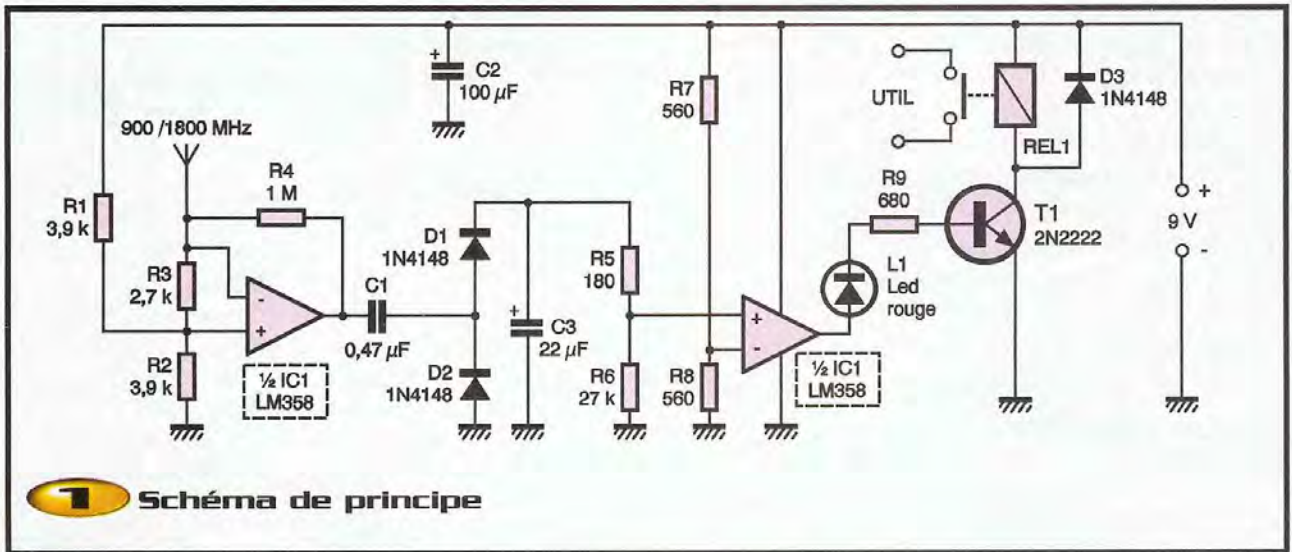 C2
100 µF
R7
560
UTIL
D3
1N4148
REL1
900 /1800 MHz
R4
1 M
R1
3,9 k
R3
2,7 k
R2
3,9 k
-
+
½ IC1
LM358
C1
0,47 µF
D1
1N4148
D2
1N4148
+
C3
22 µF
R5
180
R6
27 k
R8
560
+
-
½ IC1
LM358
L1
Led
rouge
R9
680
T1
2N2222
+
9 V
-
+
1 Schéma de principe